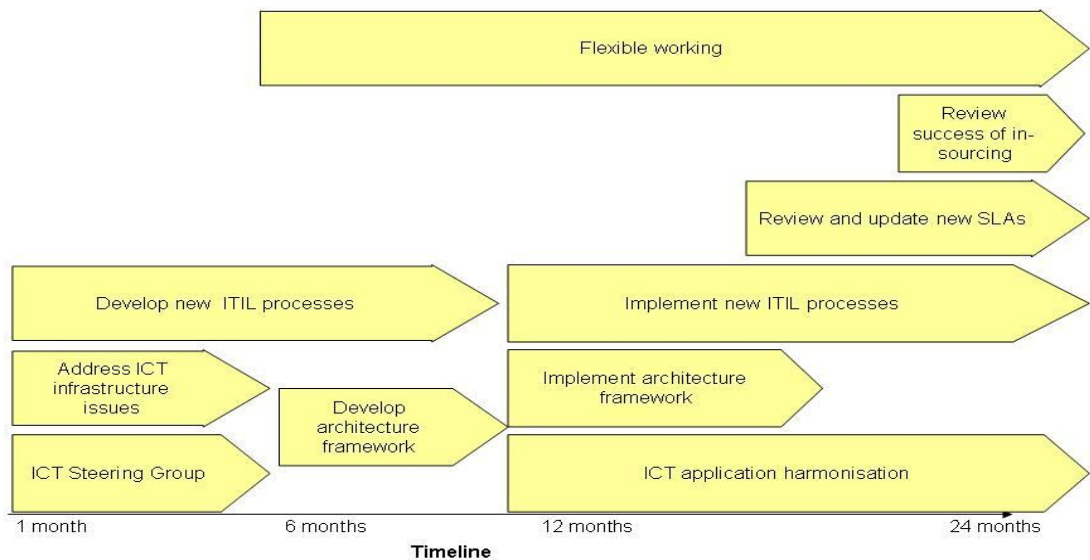 Flexible working
Review
success of in-
sourcing
Review and update new SLAs
Develop new ITIL processes
Implement new ITIL processes
Address ICT
infrastructure
issues
Implement architecture
framework
Develop
architecture
framework
ICT Steering Group
ICT application harmonisation
1 month
6 months
12 months
24 months
Timeline